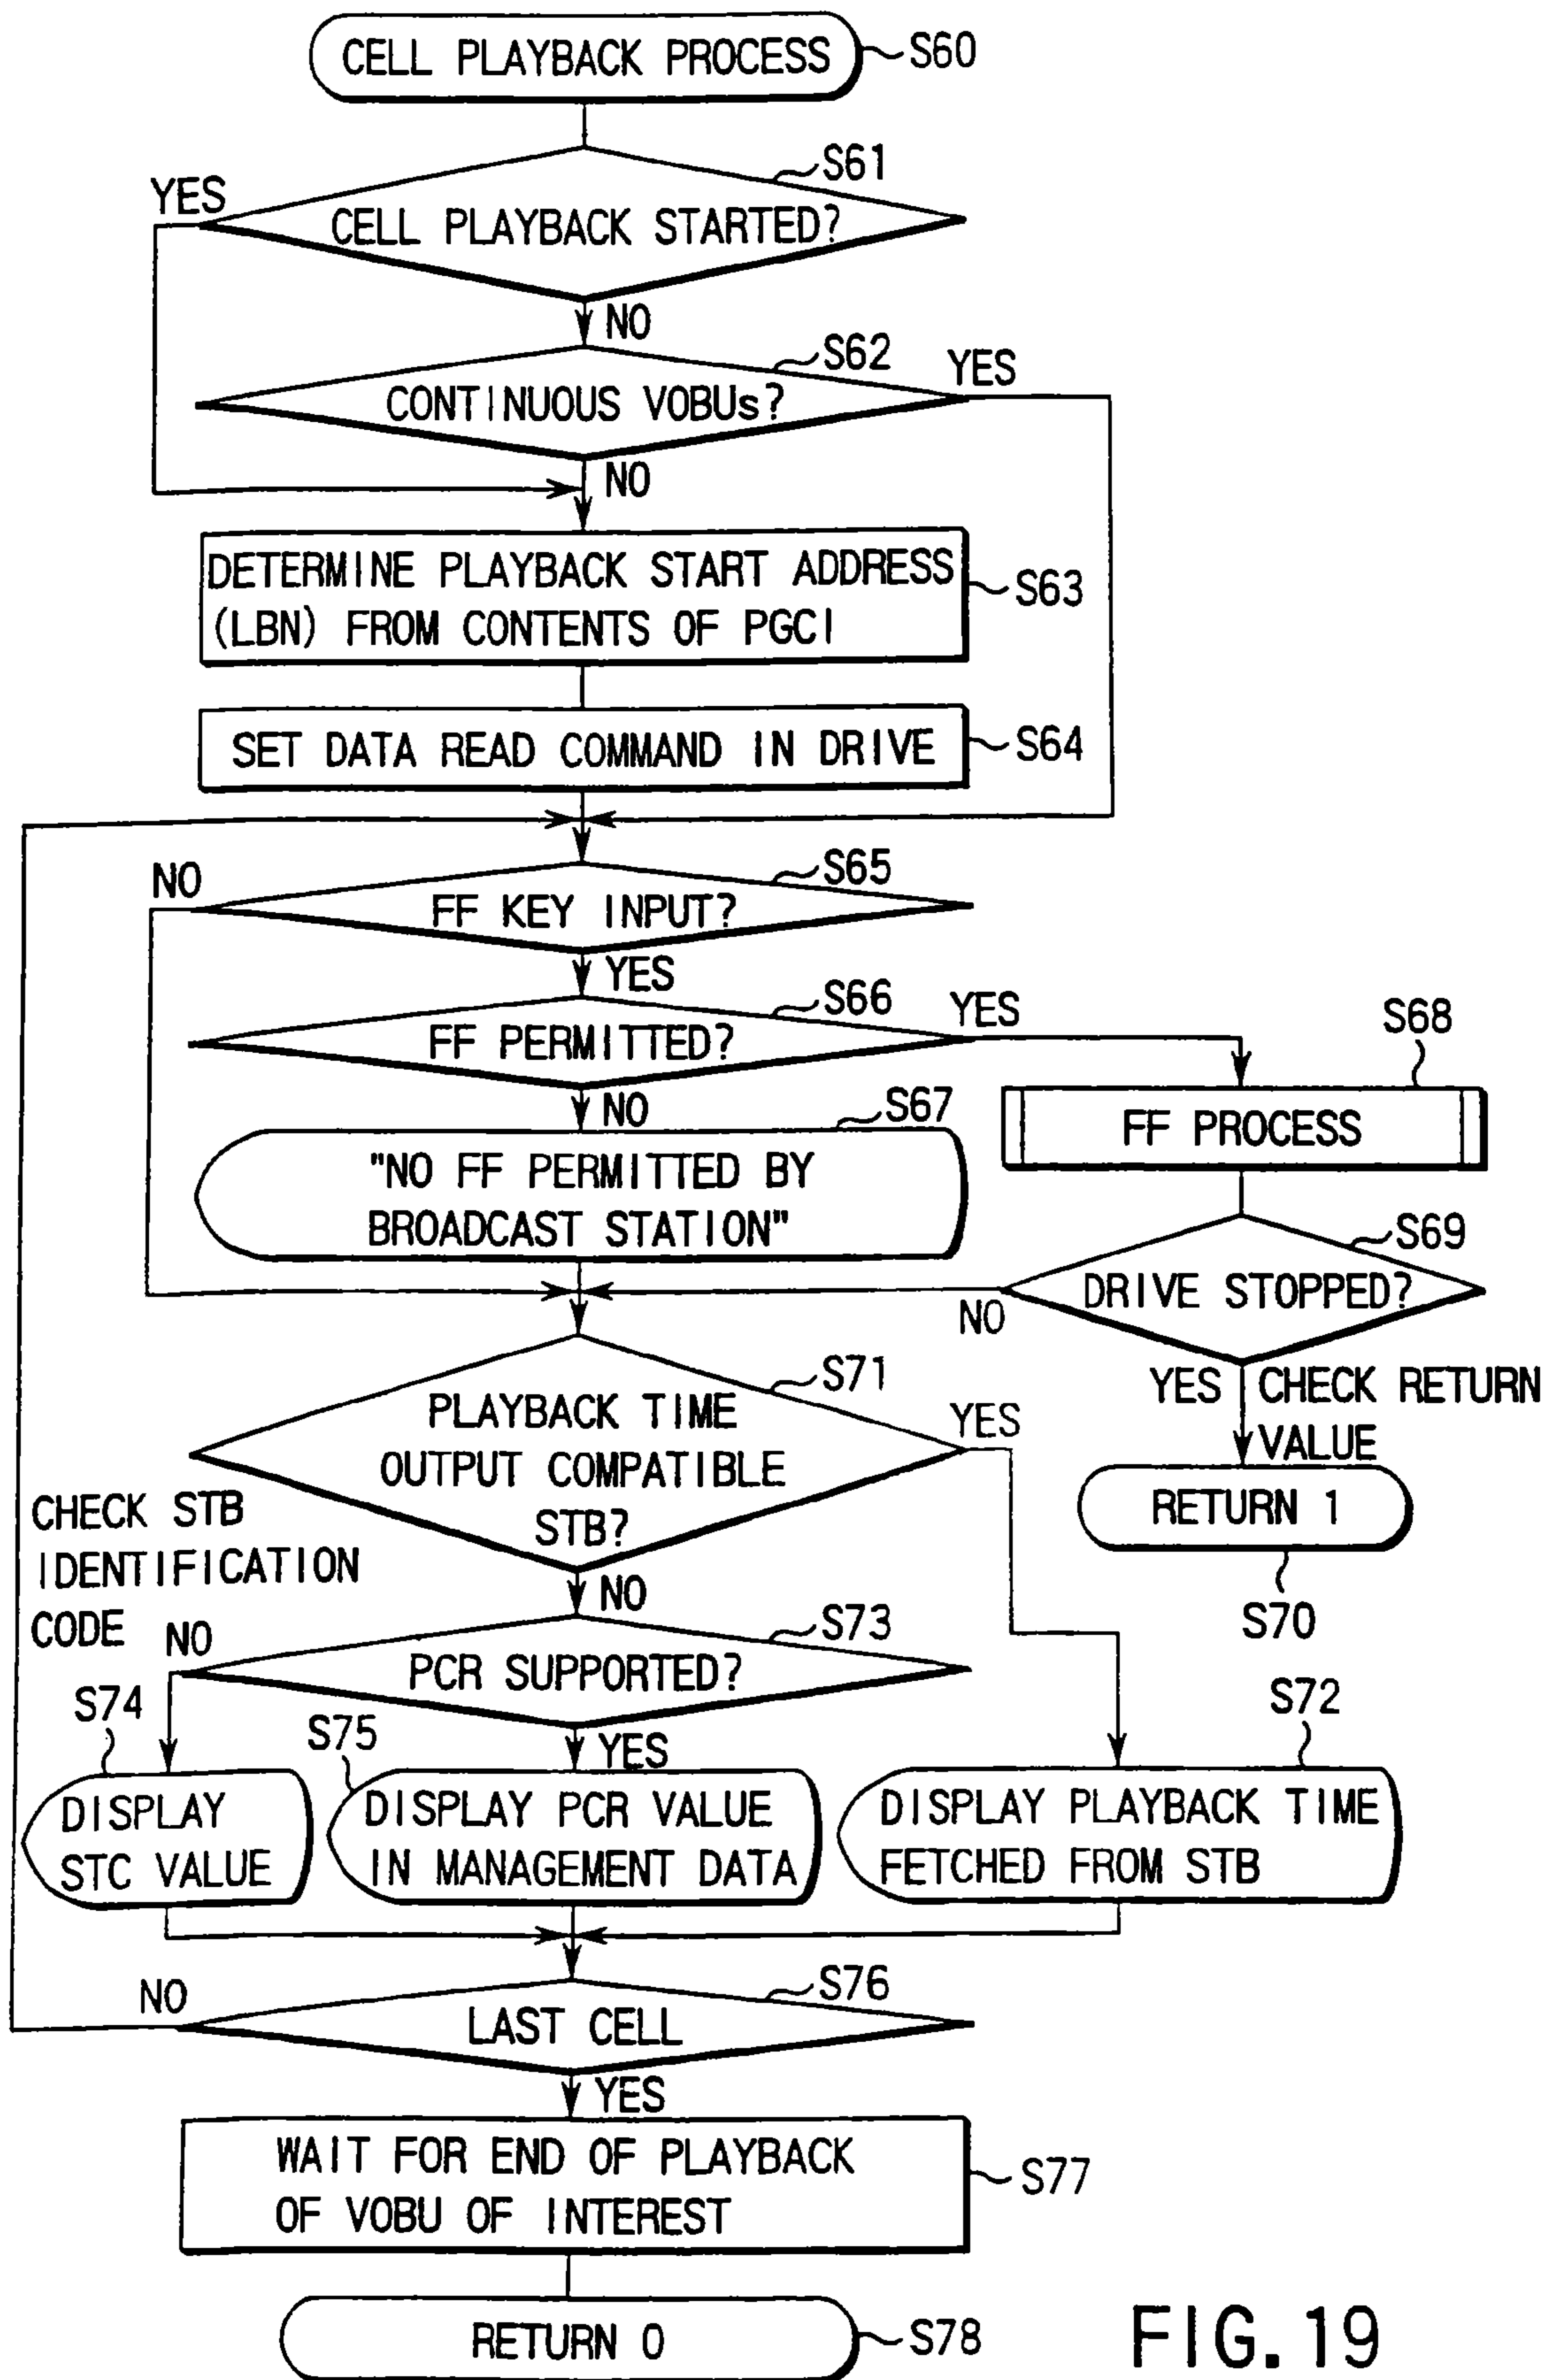 CELL PLAYBACK PROCESS
S60
S61
YES
CELL PLAYBACK STARTED?
NO
S62
YES
CONTINUOUS VOBUs?
NO
DETERMINE PLAYBACK START ADDRESS
(LBN) FROM CONTENTS OF PGCI
S63
SET DATA READ COMMAND IN DRIVE
S64
S65
NO
FF KEY INPUT?
YES
S66
YES
FF PERMITTED?
S68
NO
S67
FF PROCESS
"NO FF PERMITTED BY
BROADCAST STATION"
S69
DRIVE STOPPED?
NO
YES
CHECK RETURN
VALUE
RETURN 1
S70
S71
YES
PLAYBACK TIME
OUTPUT COMPATIBLE
STB?
CHECK STB
IDENTIFICATION
CODE
NO
S73
NO
PCR SUPPORTED?
S74
S75
YES
S72
DISPLAY
STC VALUE
DISPLAY PCR VALUE
IN MANAGEMENT DATA
DISPLAY PLAYBACK TIME
FETCHED FROM STB
NO
S76
LAST CELL
YES
WAIT FOR END OF PLAYBACK
OF VOBU OF INTEREST
S77
RETURN 0
S78
FIG.19